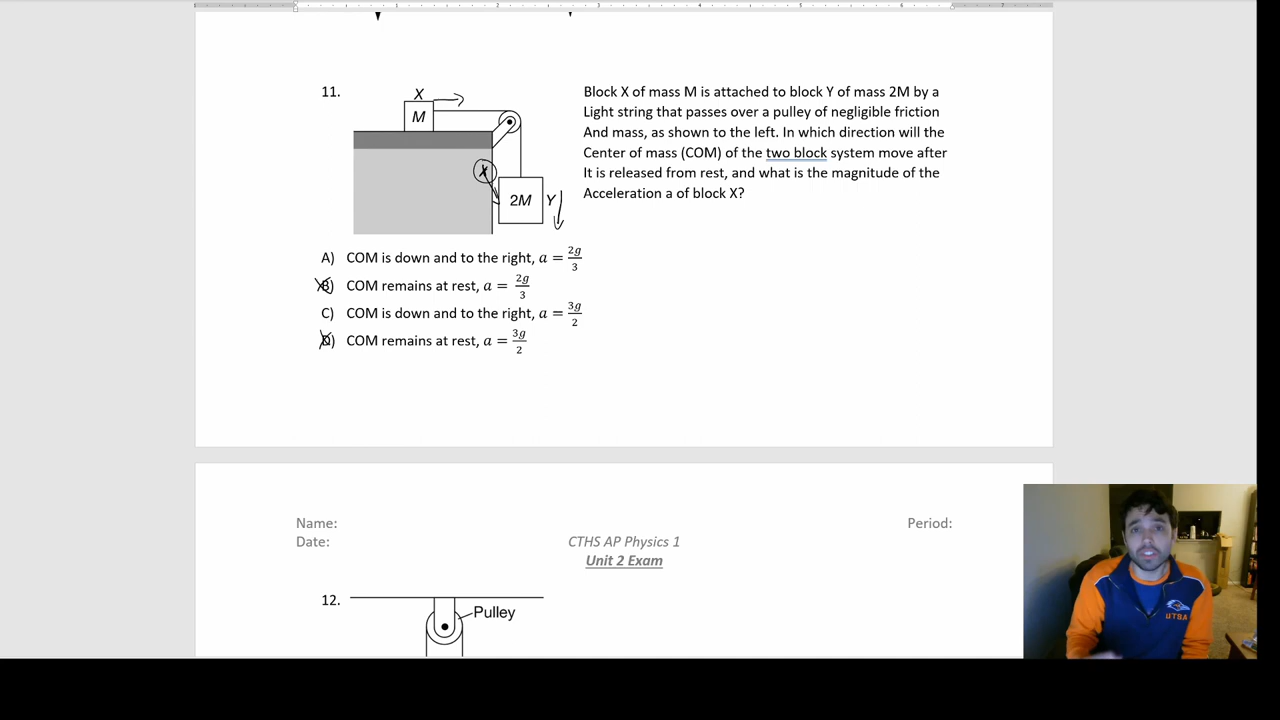 11.
X
M
X
2M
Y
Block X of mass M is attached to block Y of mass 2M by a
Light string that passes over a pulley of negligible friction
And mass, as shown to the left. In which direction will the
Center of mass (COM) of the two block system move after
It is released from rest, and what is the magnitude of the
Acceleration a of block X?
A) COM is down and to the right, a = 2g/3
B) COM remains at rest, a = 2g/3
C) COM is down and to the right, a = 3g/2
D) COM remains at rest, a = 3g/2
Name:
Period:
Date:
CTHS AP Physics 1
Unit 2 Exam
12.
Pulley
UTSA